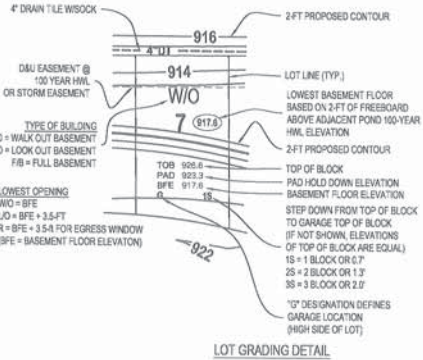 4" DRAIN TILE W/SOCK
916
2-FT PROPOSED CONTOUR
4"DT
D&U EASEMENT @
100 YEAR HWL
OR STORM EASEMENT
914
LOT LINE (TYP.)
W/O
TYPE OF BUILDING
= WALK OUT BASEMENT
= LOOK OUT BASEMENT
F/B = FULL BASEMENT
7
917.6
LOWEST BASEMENT FLOOR
BASED ON 2-FT OF FREEBOARD
ABOVE ADJACENT POND 100-YEAR
HWL ELEVATION
2-FT PROPOSED CONTOUR
TOB 926.6
PAD 923.3
BFE 917.6
G 1S
TOP OF BLOCK
PAD HOLD DOWN ELEVATION
BASEMENT FLOOR ELEVATION
LOWEST OPENING
W/O = BFE
/O = BFE + 3.5-FT
R = BFE + 3.5-ft FOR EGRESS WINDOW
(BFE = BASEMENT FLOOR ELEVATON)
STEP DOWN FROM TOP OF BLOCK
TO GARAGE TOP OF BLOCK
(IF NOT SHOWN, ELEVATIONS
OF TOP OF BLOCK ARE EQUAL)
1S = 1 BLOCK OR 0.7'
2S = 2 BLOCK OR 1.3'
3S = 3 BLOCK OR 2.0'
922
"G" DESIGNATION DEFINES
GARAGE LOCATION
(HIGH SIDE OF LOT)
LOT GRADING DETAIL